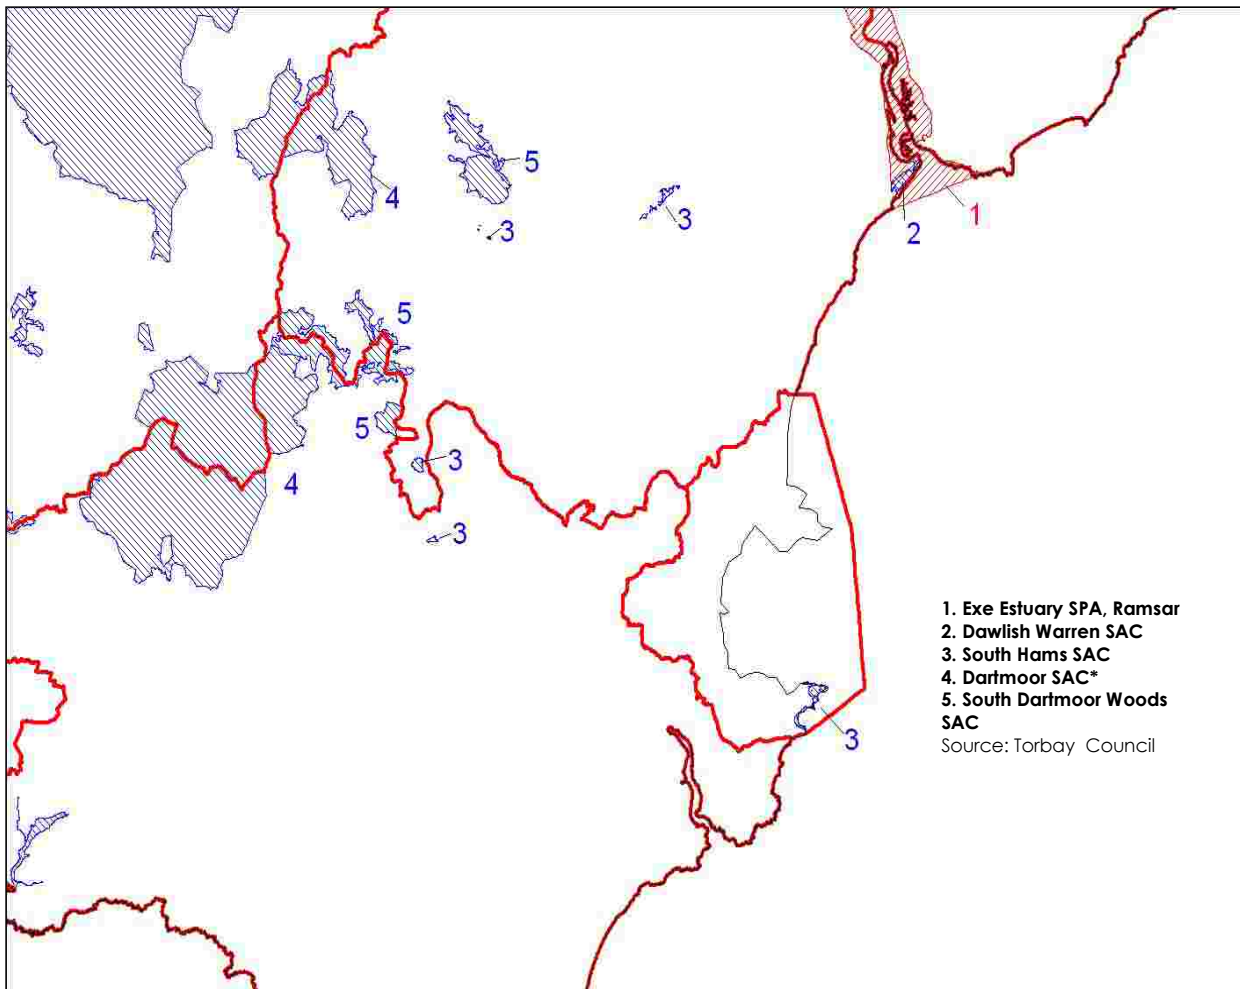 5
4
3
3
2
1
5
5
3
4
3
3
1. Exe Estuary SPA, Ramsar
2. Dawlish Warren SAC
3. South Hams SAC
4. Dartmoor SAC*
5. South Dartmoor Woods
SAC
Source: Torbay Council